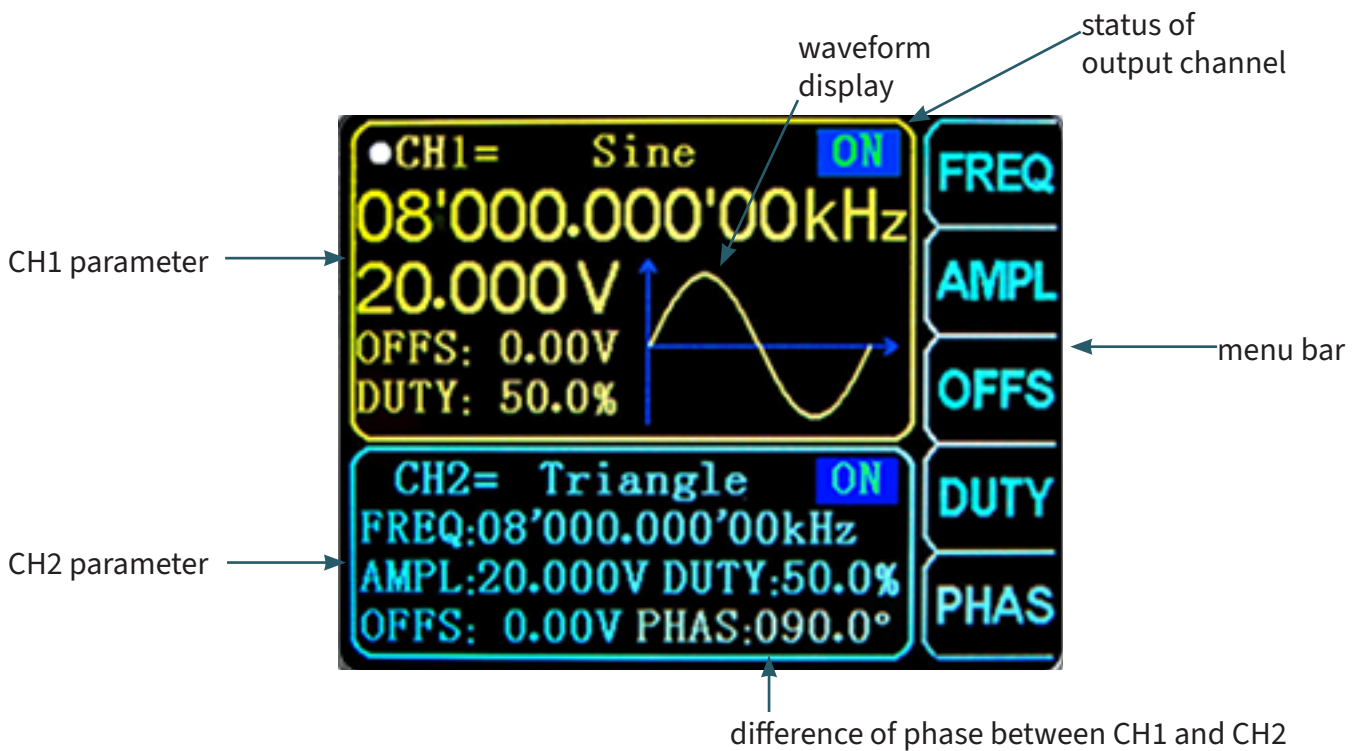 waveform
display
status of
output channel
CH1= Sine ON
08'000.000'00kHz
20.000V
OFFS: 0.00V
DUTY: 50.0%
CH2= Triangle ON
FREQ:08’000.000’00kHz
AMPL:20.000V DUTY:50.0%
OFFS: 0.00V PHAS:090.0°
FREQ
AMPL
OFFS
DUTY
PHAS
CH1 parameter
menu bar
CH2 parameter
difference of phase between CH1 and CH2